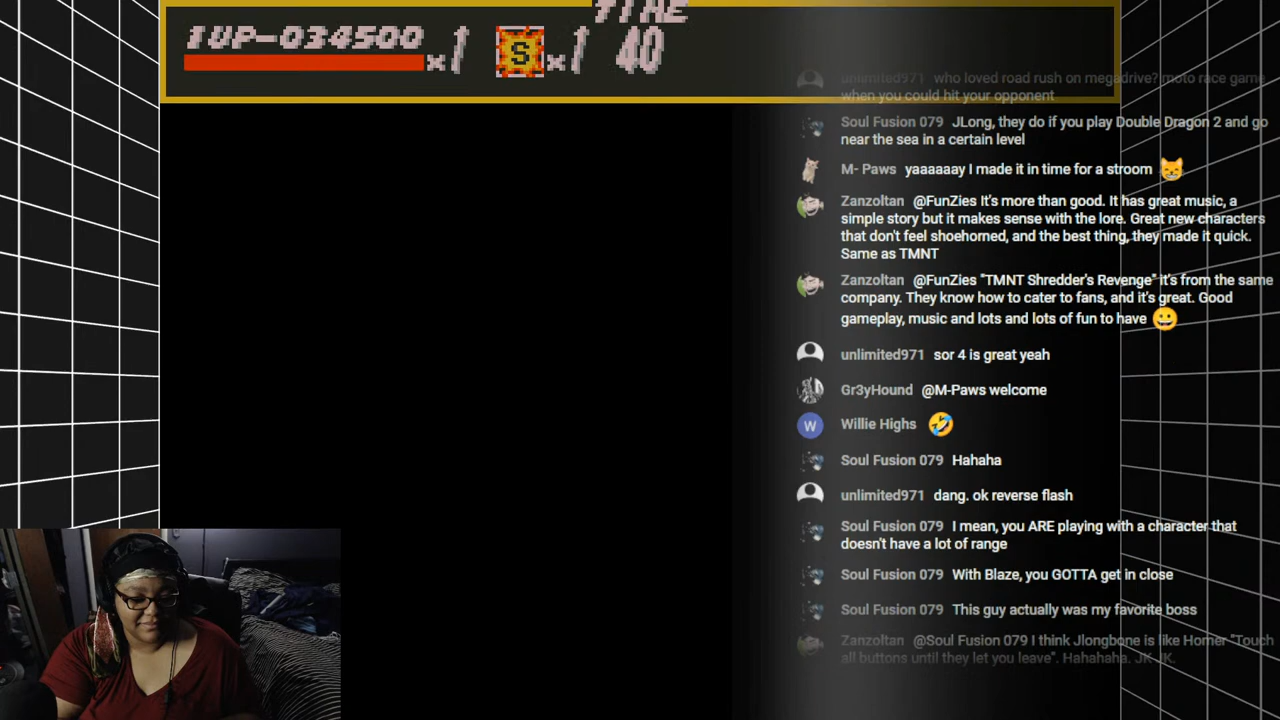 TIME
1UP-034500
×1 S ×1 40
unlimited971 who loved road rush on megadrive? moto race game
when you could hit your opponent
Soul Fusion 079 JLong, they do if you play Double Dragon 2 and go
near the sea in a certain level
M- Paws yaaaaaay I made it in time for a stroom 😸
Zanzoltan @FunZies It's more than good. It has great music, a
simple story but it makes sense with the lore. Great new characters
that don't feel shoehorned, and the best thing, they made it quick.
Same as TMNT
Zanzoltan @FunZies "TMNT Shredder's Revenge" it's from the same
company. They know how to cater to fans, and it's great. Good
gameplay, music and lots and lots of fun to have 😀
unlimited971 sor 4 is great yeah
Gr3yHound @M-Paws welcome
W Willie Highs 🤣
Soul Fusion 079 Hahaha
unlimited971 dang. ok reverse flash
Soul Fusion 079 I mean, you ARE playing with a character that
doesn't have a lot of range
Soul Fusion 079 With Blaze, you GOTTA get in close
Soul Fusion 079 This guy actually was my favorite boss
Zanzoltan @Soul Fusion 079 I think Jlongbone is like Homer "Touch
all buttons until they let you leave". Hahahaha. JK JK.